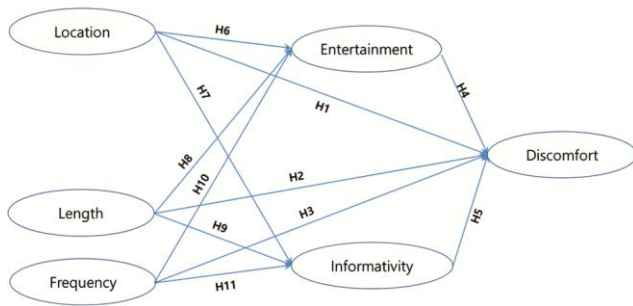 Location
H6
Entertainment
H7
H1
H4
H8
H10
H2
Discomfort
Length
H9
H3
H5
Frequency
H11
Informativity